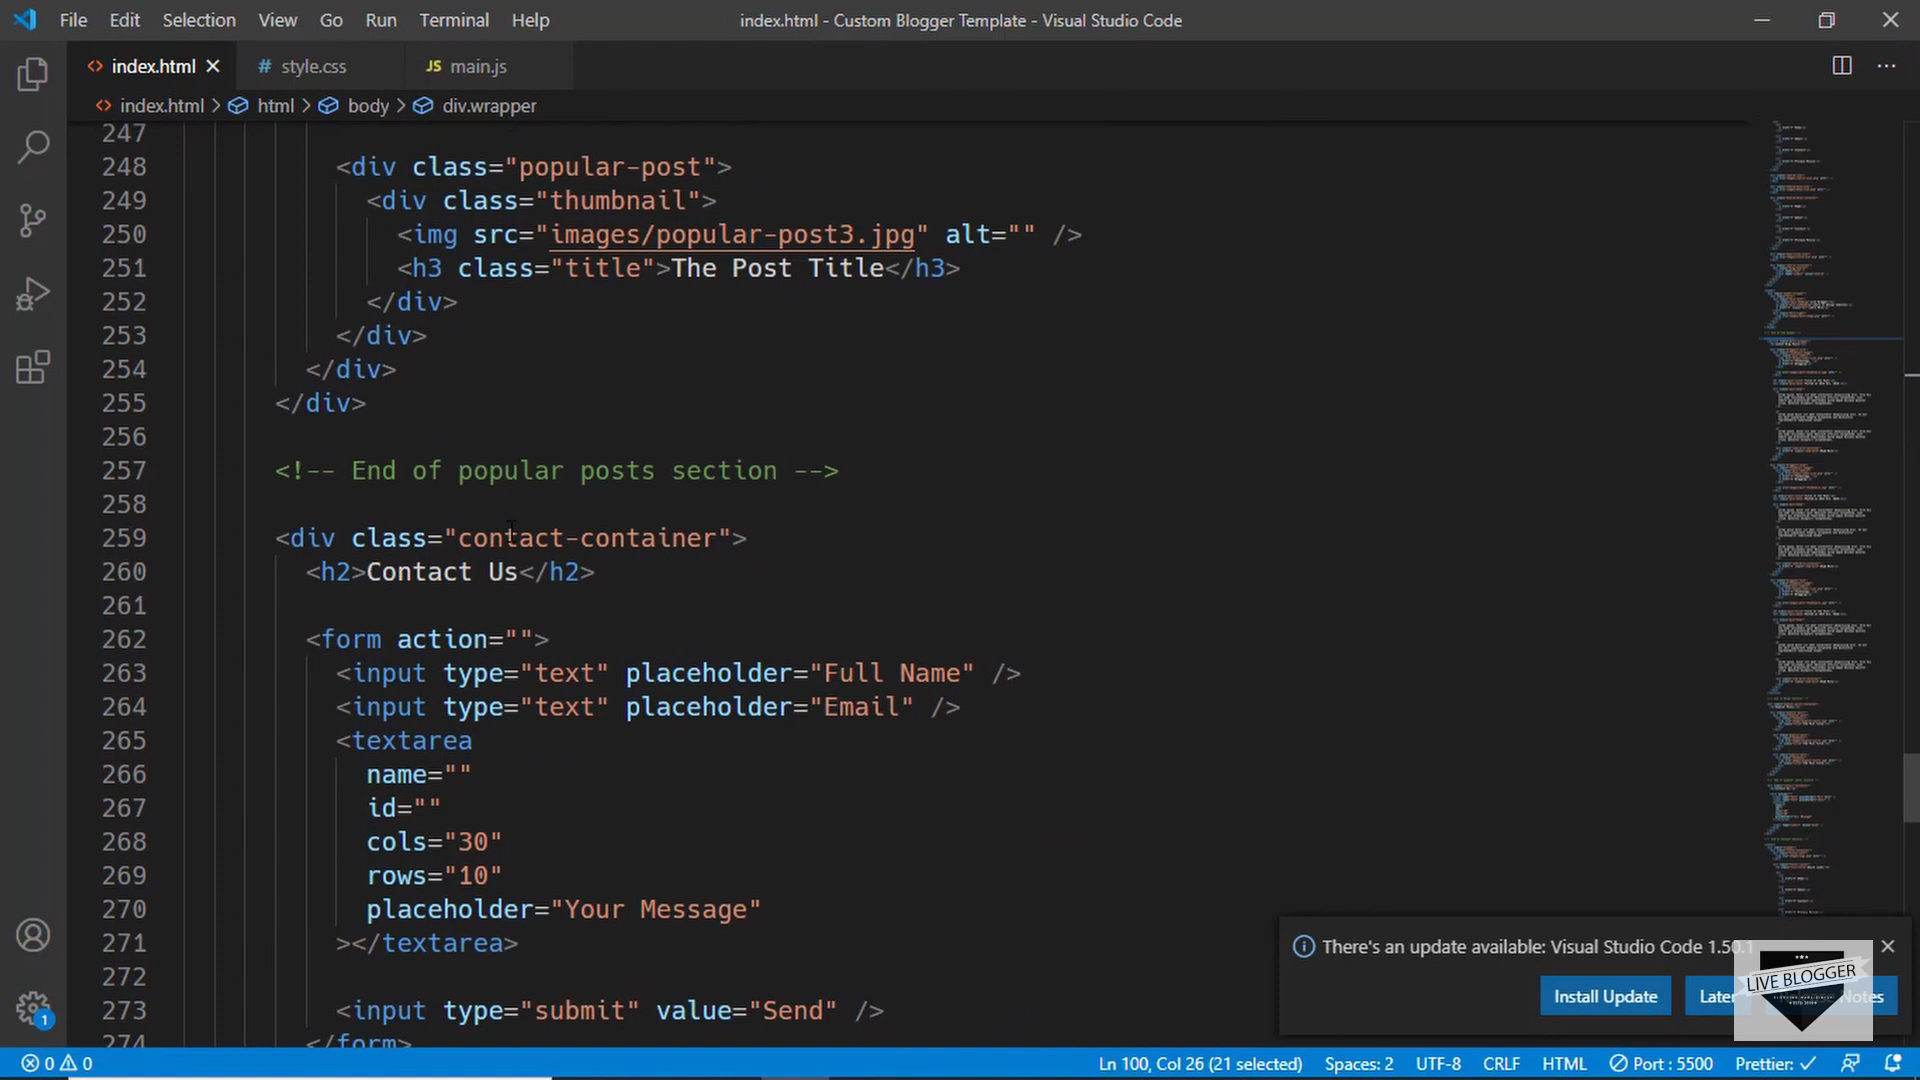 File Edit Selection View Go Run Terminal Help index.html - Custom Blogger Template - Visual Studio Code
index.html style.css JS main.js
index.html > html > body > div.wrapper
247
248 <div class="popular-post">
249 <div class="thumbnail">
250 <img src="images/popular-post3.jpg" alt="" />
251 <h3 class="title">The Post Title</h3>
252 </div>
253 </div>
254 </div>
255 </div>
256
257 <!-- End of popular posts section -->
258
259 <div class="contact-container">
260 <h2>Contact Us</h2>
261
262 <form action="">
263 <input type="text" placeholder="Full Name" />
264 <input type="text" placeholder="Email" />
265 <textarea
266 name=""
267 id=""
268 cols="30"
269 rows="10"
270 placeholder="Your Message"
271 ></textarea>
272
273 <input type="submit" value="Send" />
274 </form>
There's an update available: Visual Studio Code 1.50.1
Install Update Later Notes
LIVE BLOGGER
1
0 0 Ln 100, Col 26 (21 selected) Spaces: 2 UTF-8 CRLF HTML Port : 5500 Prettier: ✓